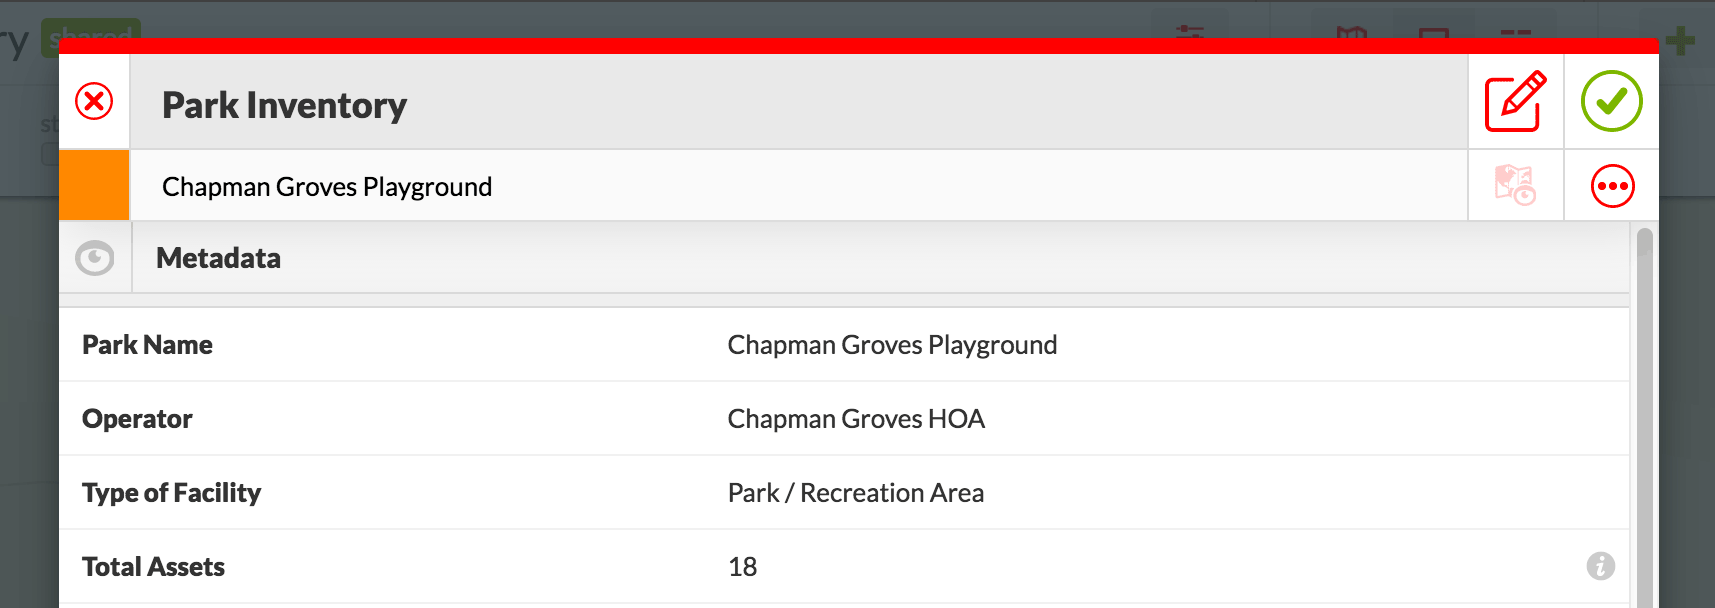 ry shared
Park Inventory
Chapman Groves Playground
Metadata
Park Name Chapman Groves Playground
Operator Chapman Groves HOA
Type of Facility Park / Recreation Area
Total Assets 18